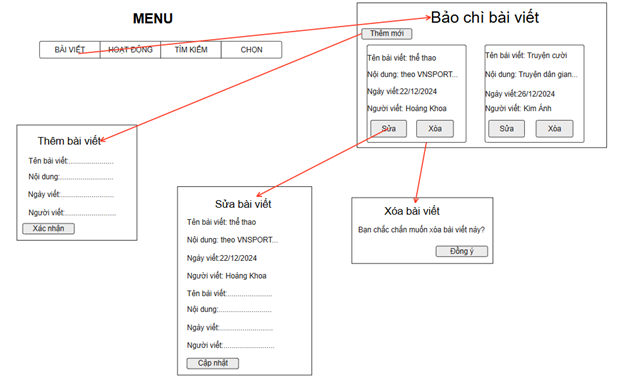 MENU
BÀI VIẾT HOẠT ĐỘNG TÌM KIẾM CHỌN
Bảo chỉ bài viết
Thêm mới
Tên bài viết: thể thao
Nội dung: theo VNSPORT...
Ngày viết:22/12/2024
Người viết: Hoàng Khoa
Sửa Xóa
Tên bài viết: Truyện cười
Nội dung: Truyện dân gian...
Ngày viết:26/12/2024
Người viết: Kim Ánh
Sửa Xóa
Thêm bài viết
Tên bài viết:.......................
Nội dung:...........................
Ngày viết:..........................
Người viết:.........................
Xác nhận
Sửa bài viết
Tên bài viết: thể thao
Nội dung: theo VNSPORT...
Ngày viết:22/12/2024
Người viết: Hoàng Khoa
Tên bài viết:.......................
Nội dung:...........................
Ngày viết:..........................
Người viết:.........................
Cập nhật
Xóa bài viết
Bạn chắc chắn muốn xóa bài viết này?
Đồng ý